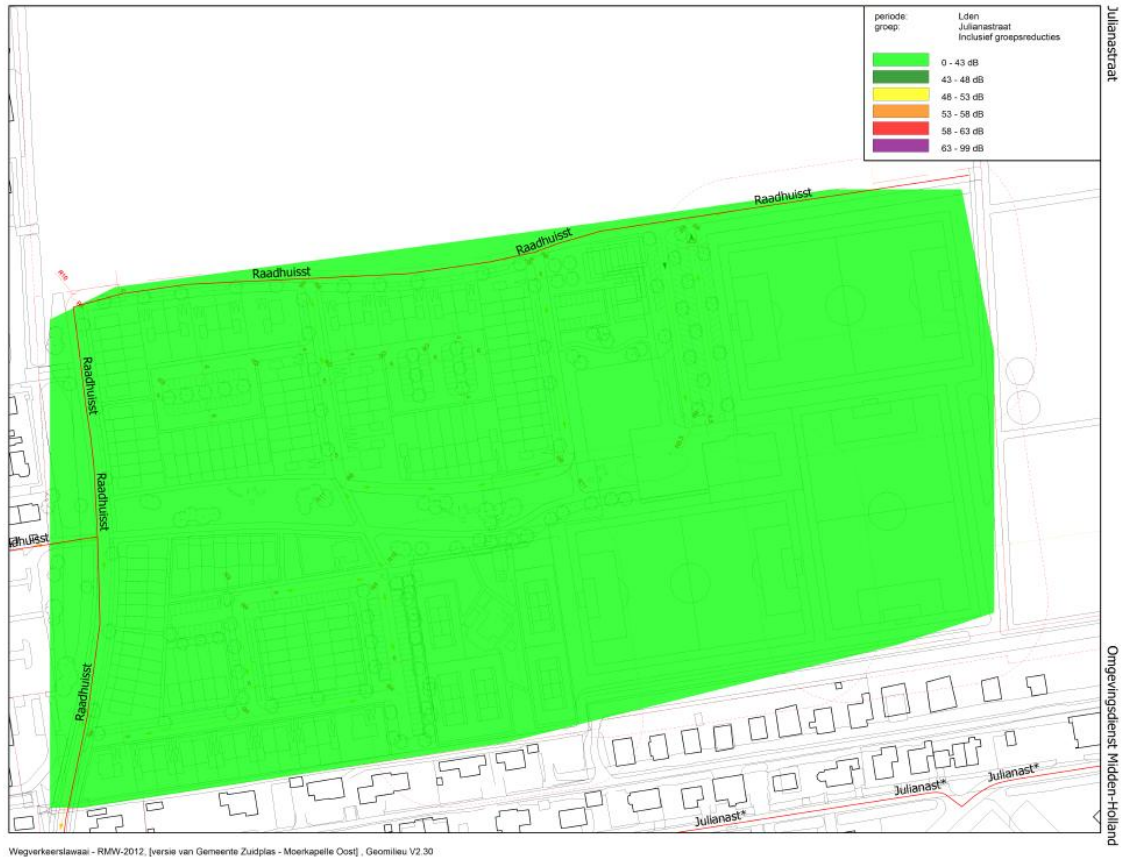 periode: Lden
groep: Julianastraat
Inclusief groepsreducties
0 - 43 dB
43 - 48 dB
48 - 53 dB
53 - 58 dB
58 - 63 dB
63 - 99 dB
Julianastraat
Raadhuisst
Raadhuisst
Raadhuisst
Raadhuisst
Raadhuisst
dhuisst
Raadhuisst
Julianast*
Julianast*
Julianast*
Omgevingsdienst Midden-Holland
Wegverkeerslawaai - RMW-2012, [versie van Gemeente Zuidplas - Moerkapelle Oost] , Geomilieu V2.30